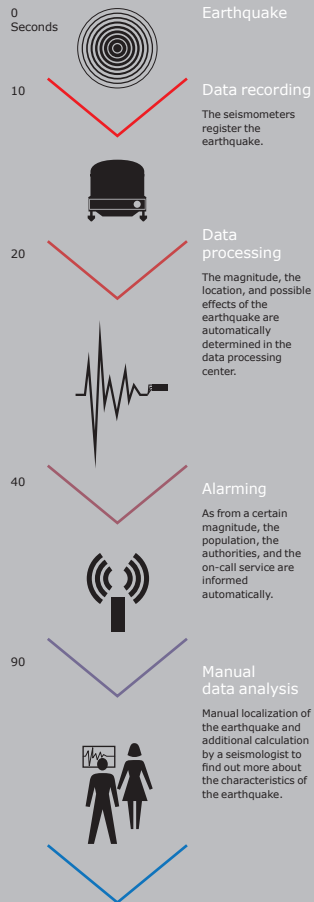 0
Seconds
Earthquake
10
Data recording
The seismometers
register the
earthquake.
20
Data
processing
The magnitude, the
location, and possible
effects of the
earthquake are
automatically
determined in the
data processing
center.
40
Alarming
As from a certain
magnitude, the
population, the
authorities, and the
on-call service are
informed
automatically.
90
Manual
data analysis
Manual localization of
the earthquake and
additional calculation
by a seismologist to
find out more about
the characteristics of
the earthquake.